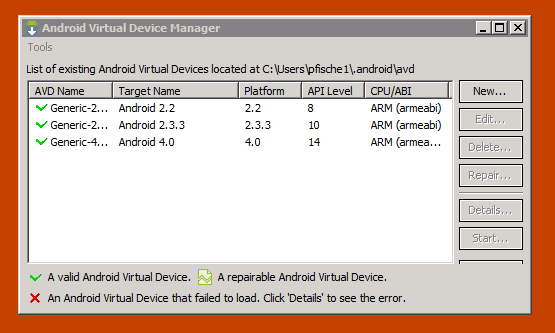 Android Virtual Device Manager
Tools
List of existing Android Virtual Devices located at C:\Users\pfische1\.android\avd
AVD Name Target Name Platform API Level CPU/ABI
Generic-2... Android 2.2 2.2 8 ARM (armeabi)
Generic-2... Android 2.3.3 2.3.3 10 ARM (armeabi)
Generic-4... Android 4.0 4.0 14 ARM (armea...
New...
Edit...
Delete...
Repair...
Details...
Start...
A valid Android Virtual Device. A repairable Android Virtual Device.
An Android Virtual Device that failed to load. Click 'Details' to see the error.